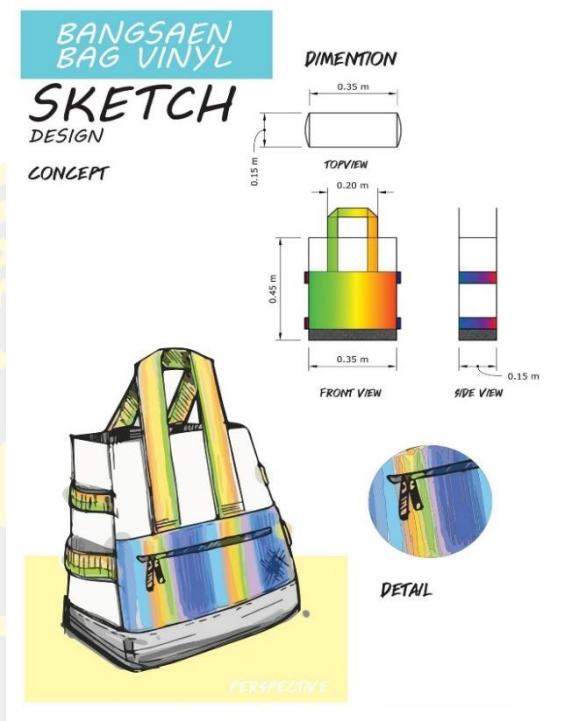 BANGSAEN
BAG VINYL
SKETCH
DESIGN
CONCEPT
DIMENTION
0.35 m
0.15 m
TOPVIEW
0.20 m
0.45 m
0.35 m
0.15 m
FRONT VIEW
SIDE VIEW
DETAIL
PERSPECTIVE